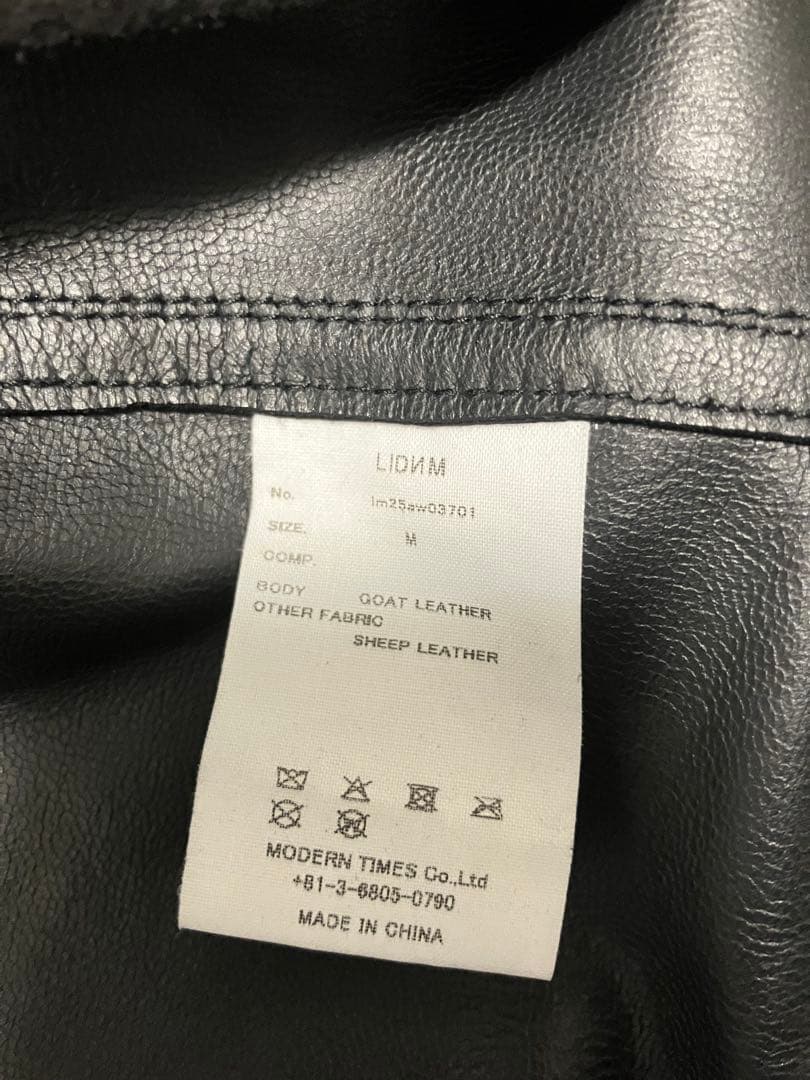 LIDИM
No. lm25aw03701
SIZE. M
COMP.
BODY GOAT LEATHER
OTHER FABRIC
SHEEP LEATHER
MODERN TIMES Co.,Ltd
+81-3-6805-0790
MADE IN CHINA